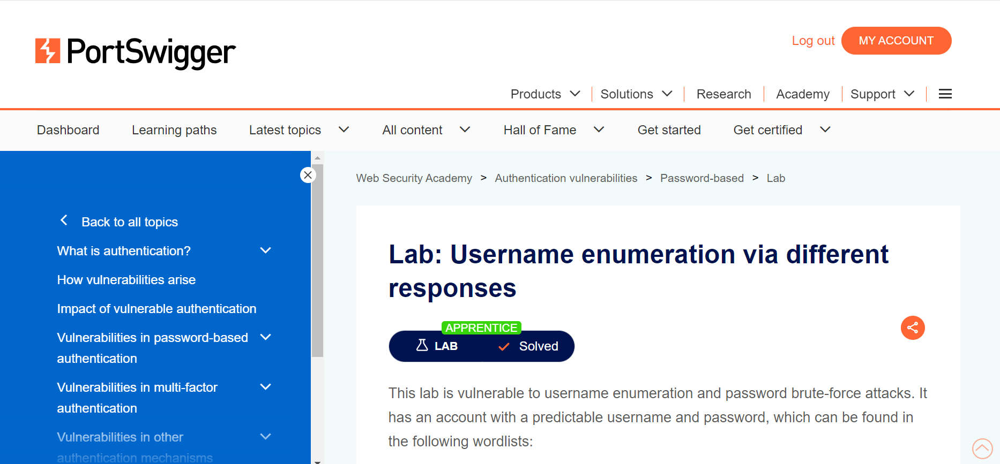 PortSwigger
Log out
MY ACCOUNT
Products
Solutions
Research
Academy
Support
Dashboard
Learning paths
Latest topics
All content
Hall of Fame
Get started
Get certified
Back to all topics
What is authentication?
How vulnerabilities arise
Impact of vulnerable authentication
Vulnerabilities in password-based
authentication
Vulnerabilities in multi-factor
authentication
Vulnerabilities in other
authentication mechanisms
Web Security Academy > Authentication vulnerabilities > Password-based > Lab
Lab: Username enumeration via different
responses
APPRENTICE
LAB
Solved
This lab is vulnerable to username enumeration and password brute-force attacks. It
has an account with a predictable username and password, which can be found in
the following wordlists: